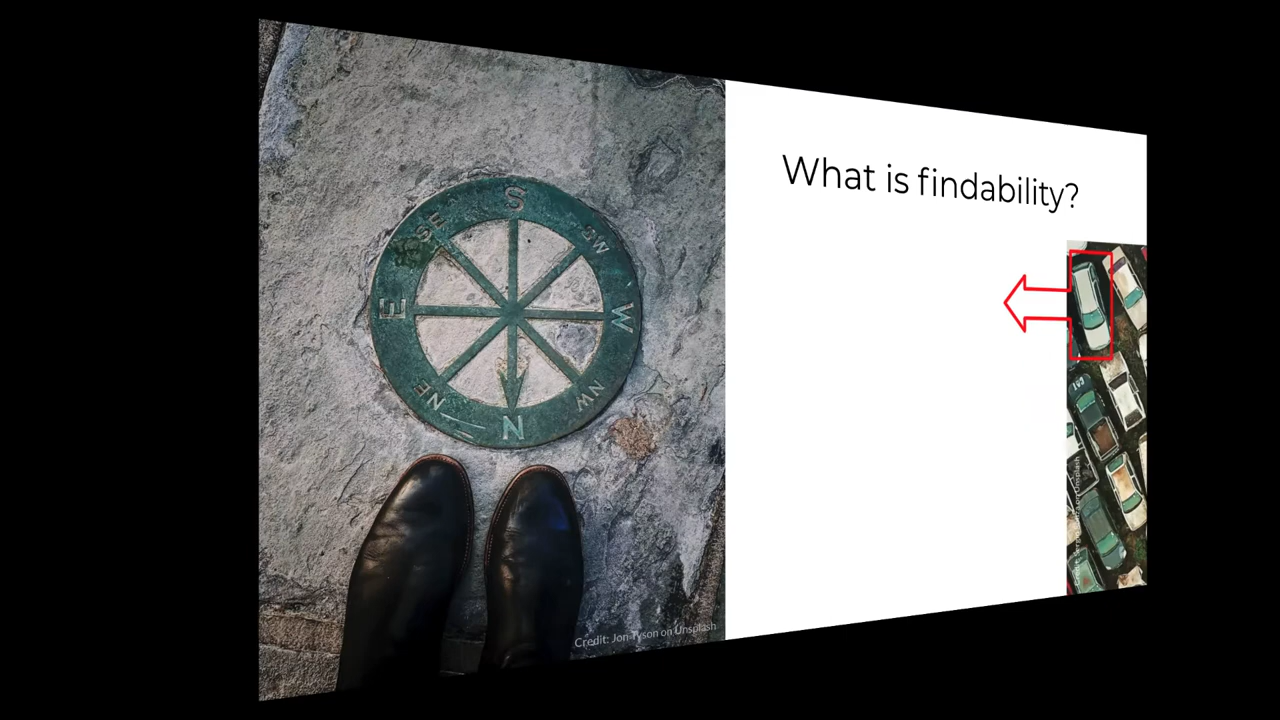 S
SE
SW
E
W
NE
NW
N
Credit: Jon Tyson on Unsplash
What is findability?